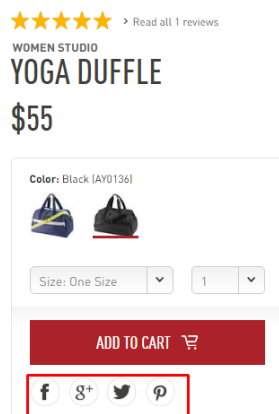 > Read all 1 reviews
WOMEN STUDIO
YOGA DUFFLE
$55
Color: Black (AY0136)
Size: One Size 1
ADD TO CART
f g+ p